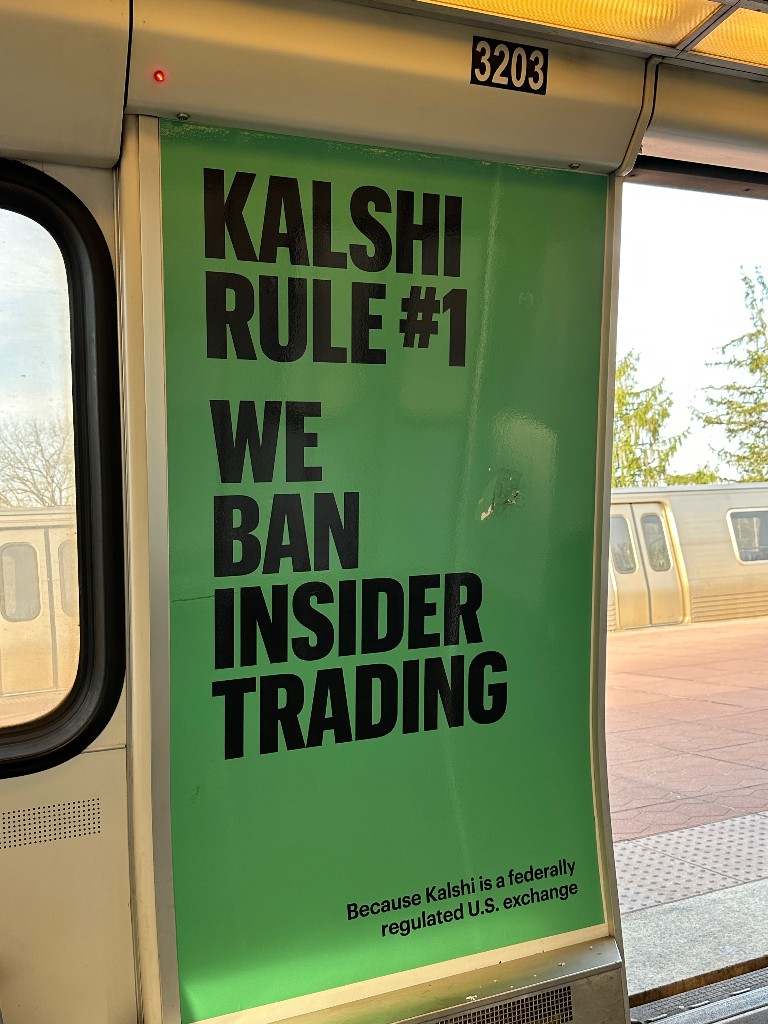 3203
KALSHI
RULE #1
WE
BAN
INSIDER
TRADING
Because Kalshi is a federally
regulated U.S. exchange